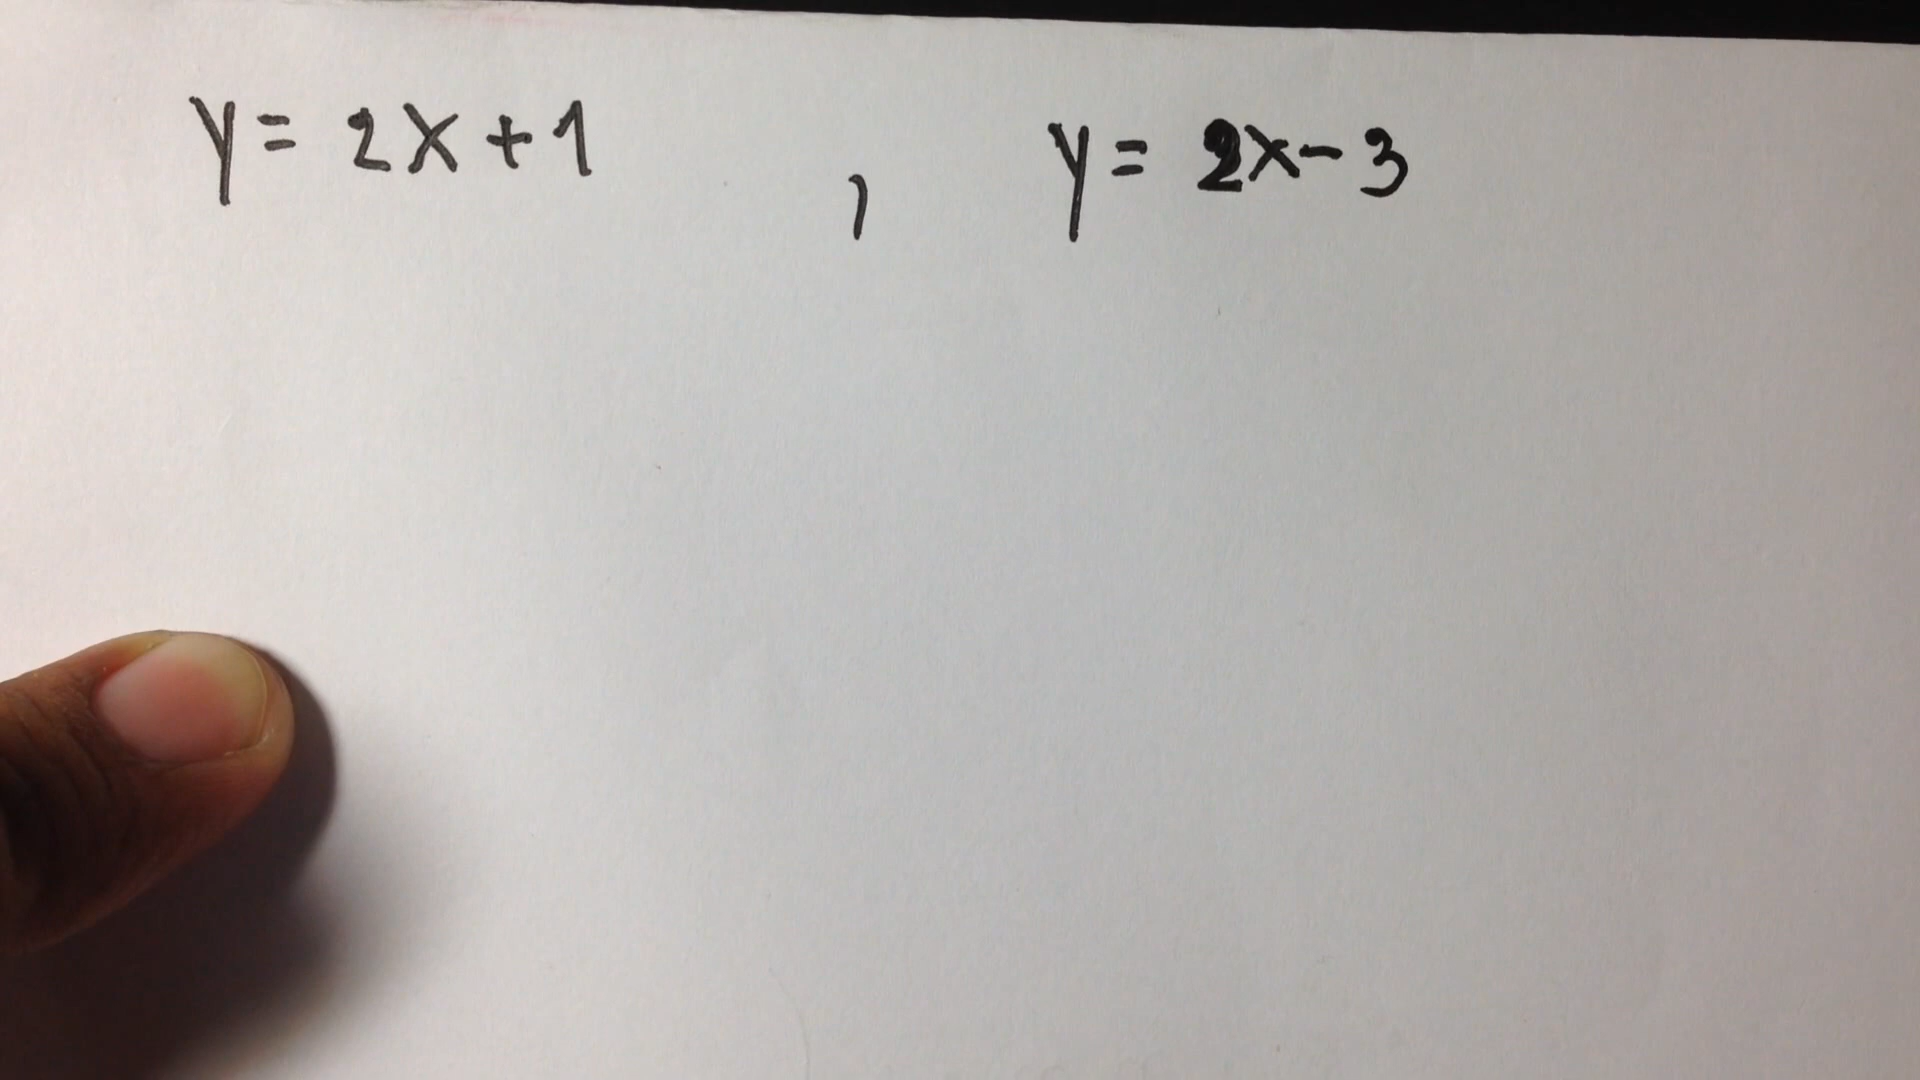 y = 2x + 1 , y = 2x - 3